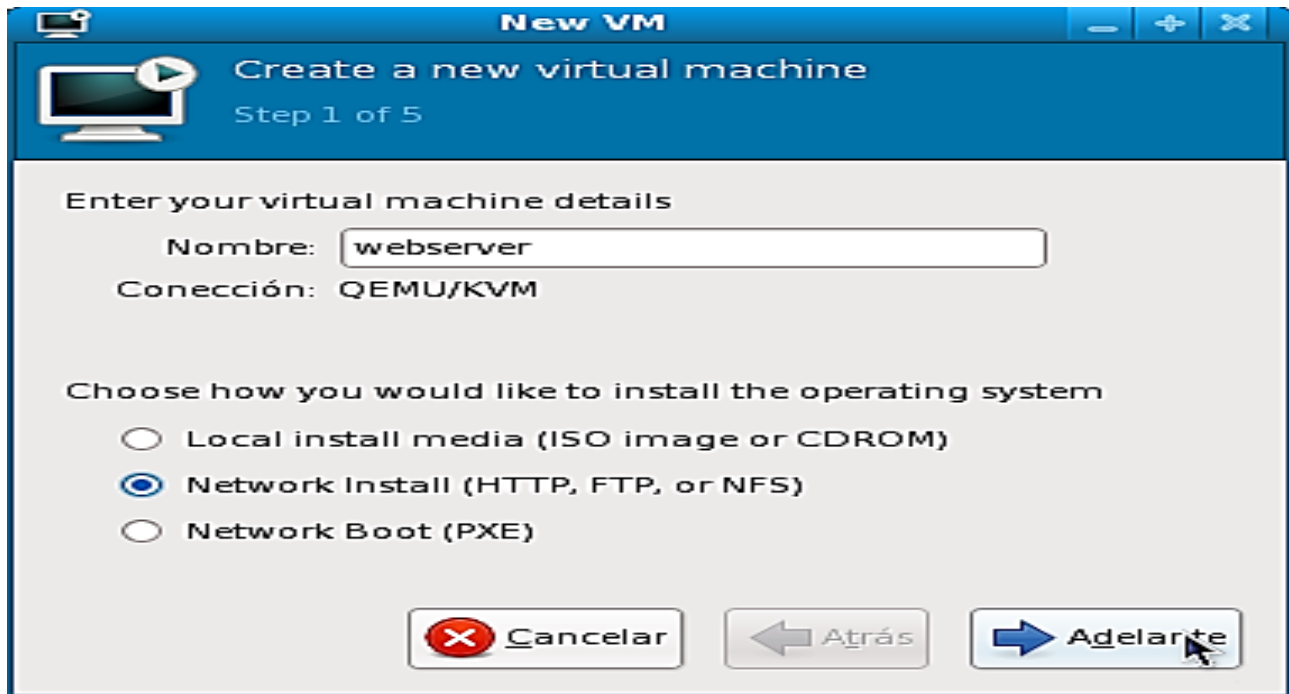 New VM
Create a new virtual machine
Step 1 of 5
Enter your virtual machine details
Nombre: webserver
Conección: QEMU/KVM
Choose how you would like to install the operating system
Local install media (ISO image or CDROM)
Network Install (HTTP, FTP, or NFS)
Network Boot (PXE)
Cancelar Atrás Adelante